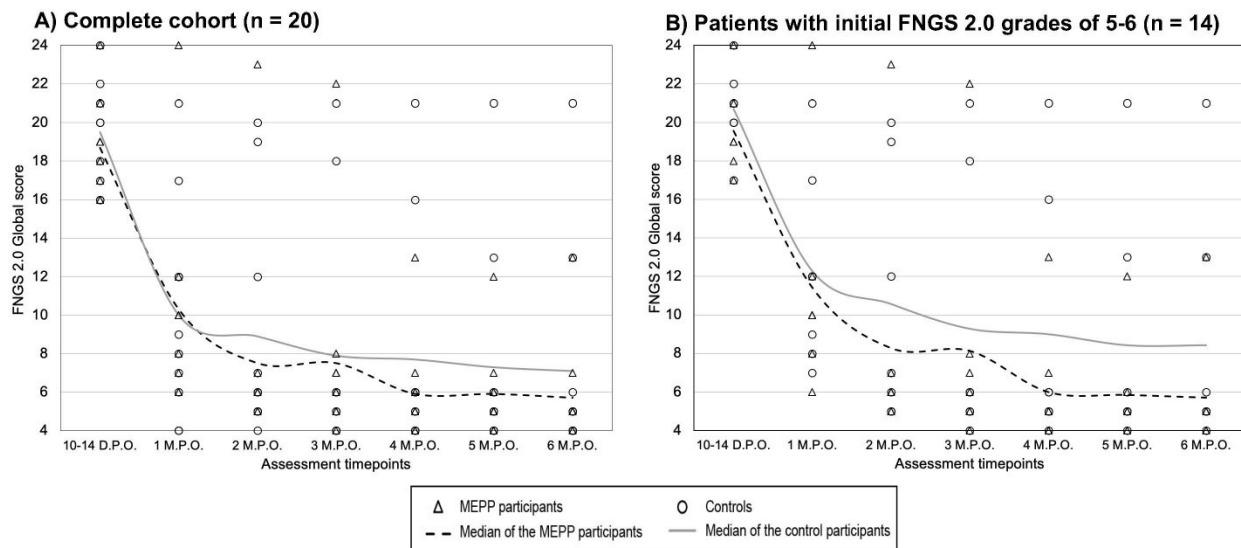 A) Complete cohort (n = 20)
24
22
20
18
16
14
12
10
8
6
4
FNGS 2.0 Global score
10-14 D.P.O.
1 M.P.O.
2 M.P.O.
3 M.P.O.
4 M.P.O.
5 M.P.O.
6 M.P.O.
Assessment timepoints
B) Patients with initial FNGS 2.0 grades of 5-6 (n = 14)
24
22
20
18
16
14
12
10
8
6
4
FNGS 2.0 Global score
10-14 D.P.O.
1 M.P.O.
2 M.P.O.
3 M.P.O.
4 M.P.O.
5 M.P.O.
6 M.P.O.
Assessment timepoints
MEPP participants
Controls
Median of the MEPP participants
Median of the control participants